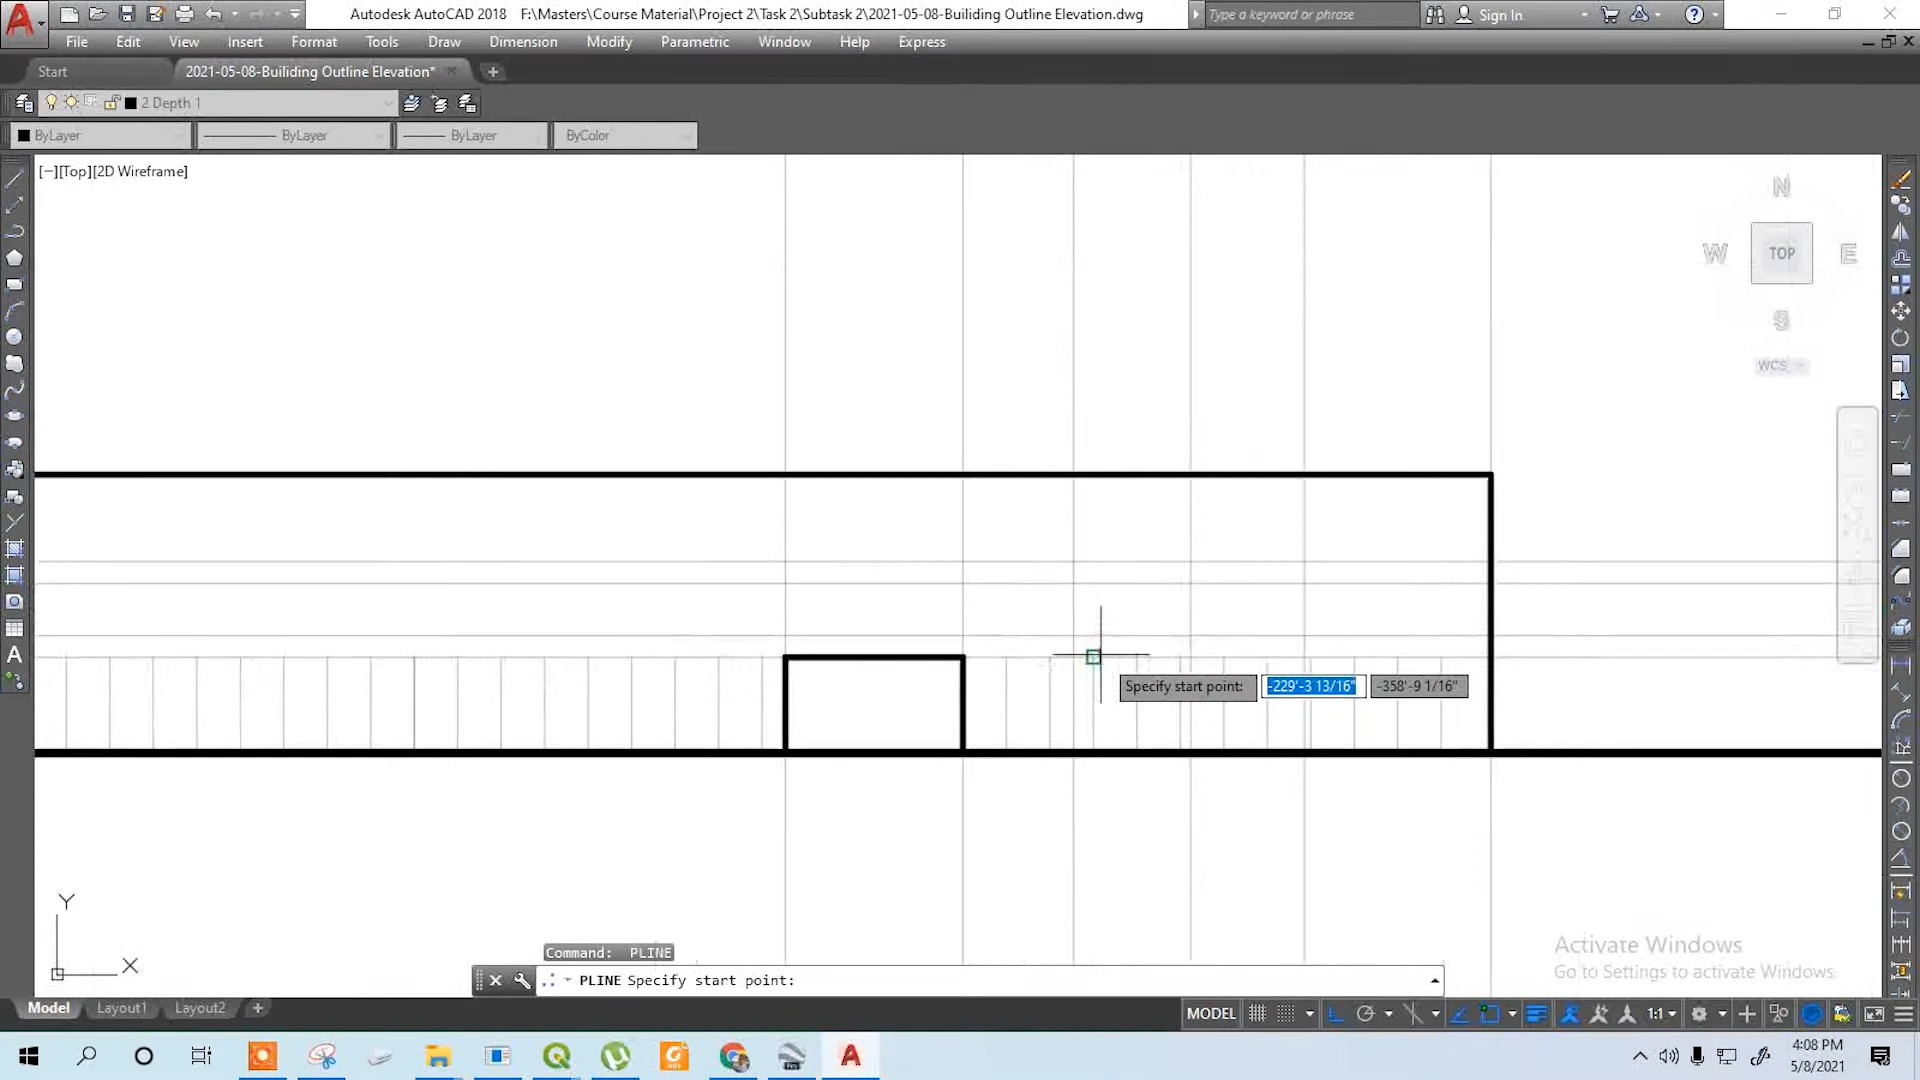 Autodesk AutoCAD 2018 F:\Masters\Course Material\Project 2\Task 2\Subtask 2\2021-05-08-Builiding Outline Elevation.dwg
Type a keyword or phrase
Sign In
File Edit View Insert Format Tools Draw Dimension Modify Parametric Window Help Express
Start
2021-05-08-Builiding Outline Elevation*
2 Depth 1
ByLayer ByLayer ByLayer ByColor
[−][Top][2D Wireframe]
N
W TOP E
S
WCS
A
Specify start point: -229'-3 13/16" -358'-9 1/16"
Y
X
Command: PLINE
PLINE Specify start point:
Activate Windows
Go to Settings to activate Windows.
Model Layout1 Layout2
MODEL 1:1
4:08 PM
5/8/2021